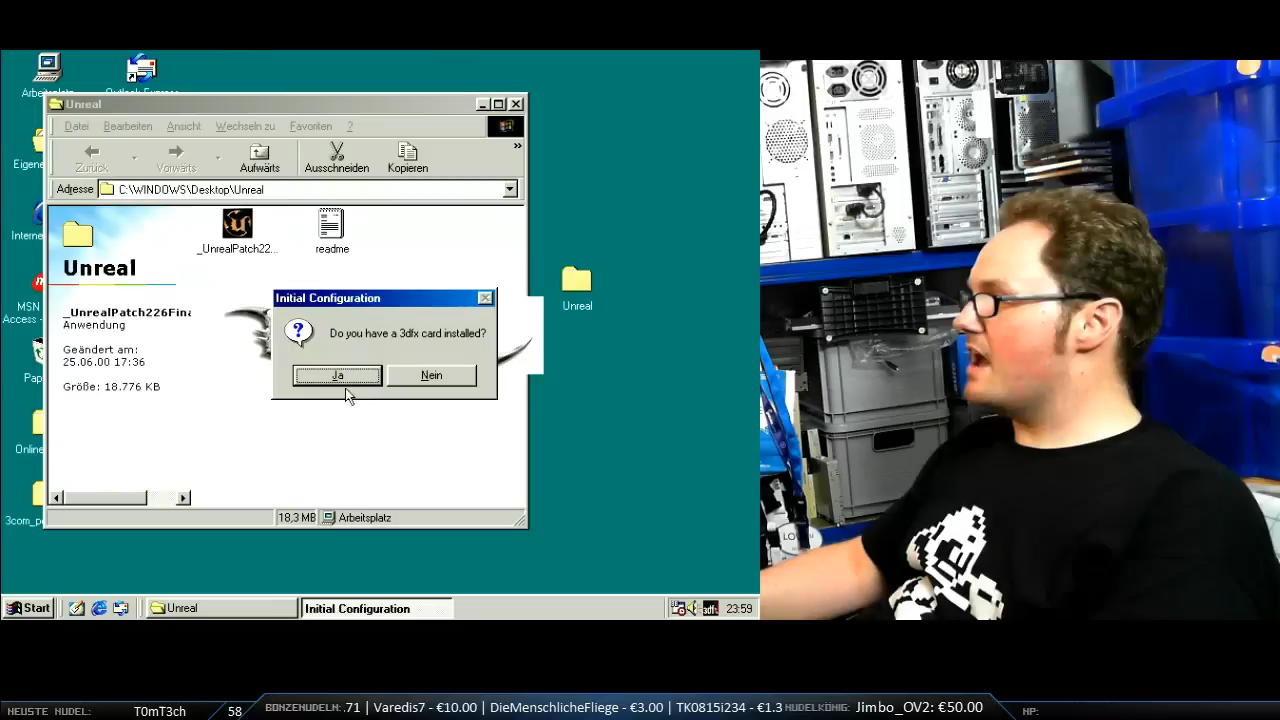 Arbeitsplatz
Outlook Express
Unreal
Datei Bearbeiten Ansicht Wechseln zu Favoriten ?
Zurück Vorwärts Aufwärts Ausschneiden Kopieren »
Adresse C:\WINDOWS\Desktop\Unreal
Eigene
Intern
MSN
Access -
Pap
Online
3com_p
Unreal
_UnrealPatch226Fina
Anwendung
Geändert am:
25.06.00 17:36
Größe: 18.776 KB
_UnrealPatch22...
readme
Initial Configuration
Do you have a 3dfx card installed?
Ja Nein
Unreal
18,3 MB Arbeitsplatz
Start Unreal Initial Configuration 3dfx 23:59
NEUSTE NUDEL: T0mT3ch 58 BONZENUDELN: .71 | Varedis7 - €10.00 | DieMenschlicheFliege - €3.00 | TK0815i234 - €1.3 NUDELKÖNIG: Jimbo_OV2: €50.00 HP: